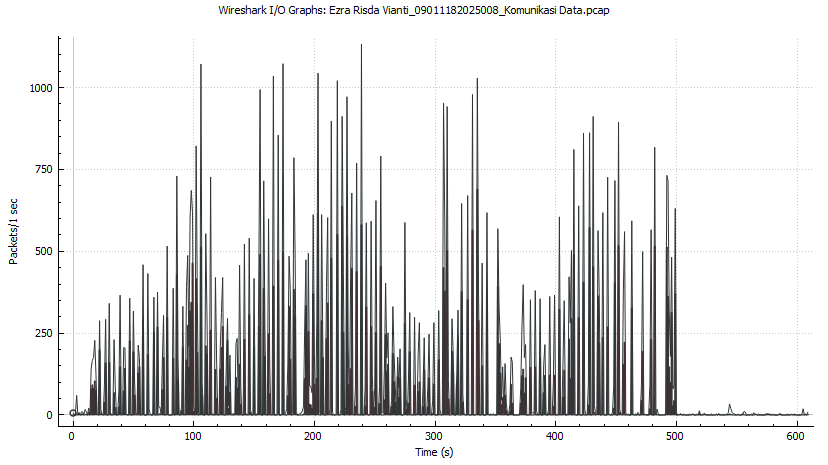 Wireshark I/O Graphs: Ezra Risda Vianti_09011182025008_Komunikasi Data.pcap
Packets/1 sec
1000
750
500
250
0
0 100 200 300 400 500 600
Time (s)